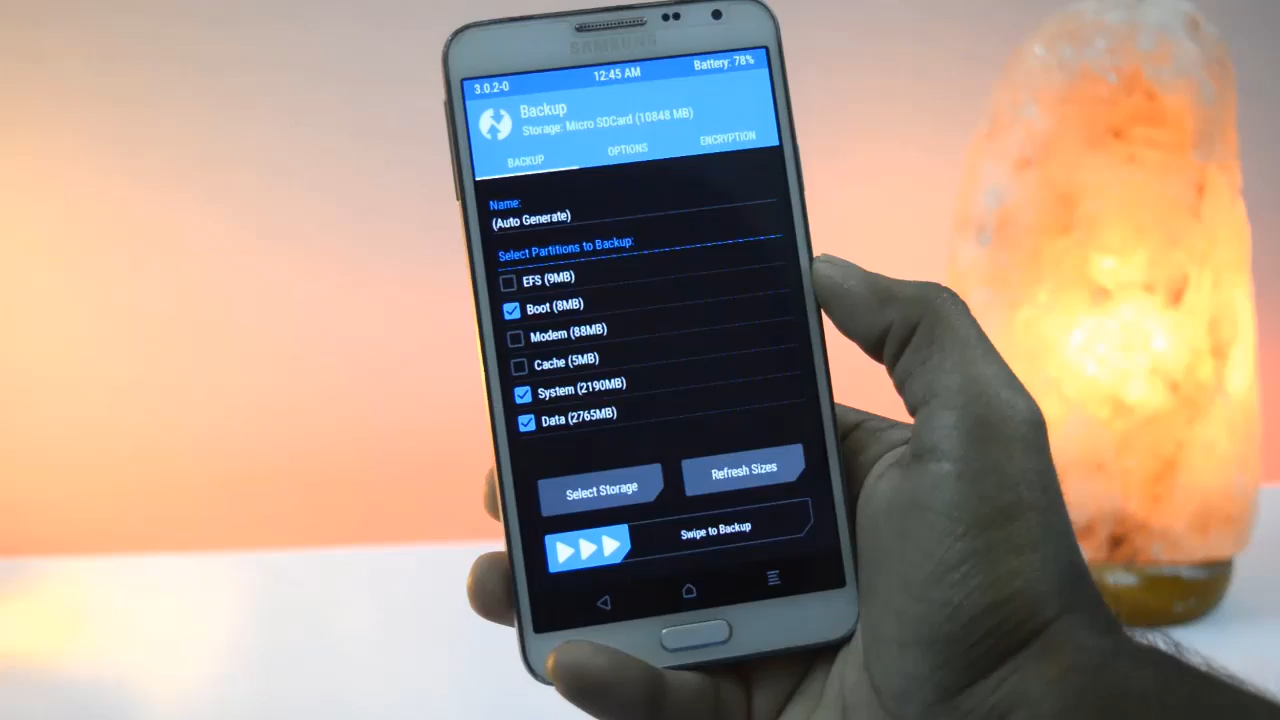 SAMSUNG
3.0.2-0 12:45 AM Battery: 78%
Backup
Storage: Micro SDCard (10848 MB)
BACKUP OPTIONS ENCRYPTION
Name:
(Auto Generate)
Select Partitions to Backup:
EFS (9MB)
Boot (8MB)
Modem (88MB)
Cache (5MB)
System (2190MB)
Data (2765MB)
Select Storage Refresh Sizes
Swipe to Backup